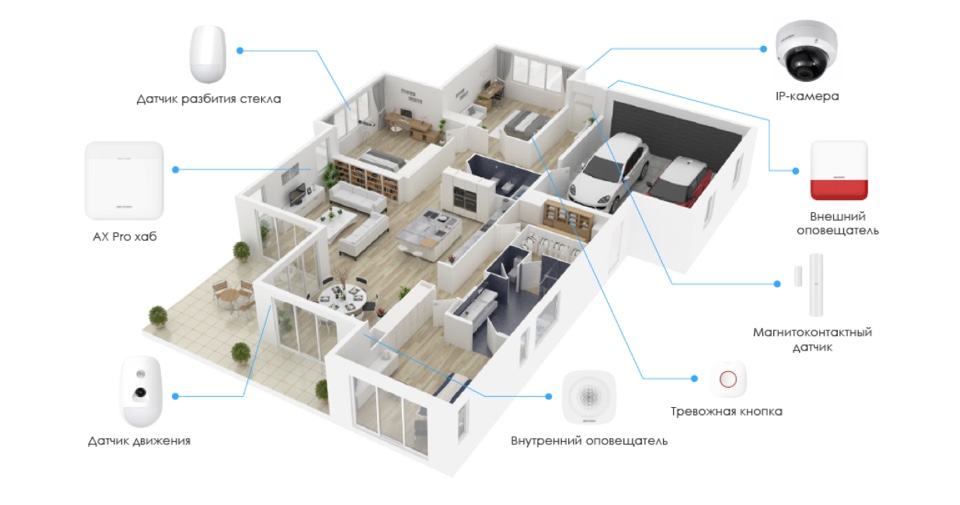 Датчик разбития стекла
IP-камера
AX Pro хаб
Внешний
оповещатель
Магнитоконтактный
датчик
Тревожная кнопка
Датчик движения
Внутренний оповещатель